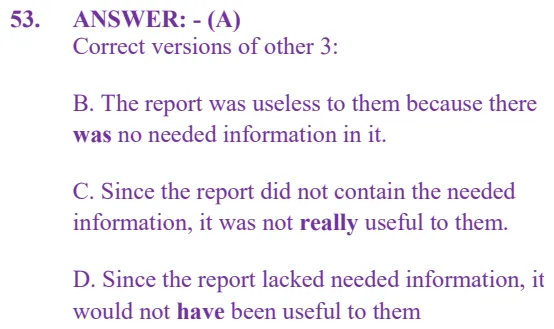 53. ANSWER: - (A)
Correct versions of other 3:
B. The report was useless to them because there
was no needed information in it.
C. Since the report did not contain the needed
information, it was not really useful to them.
D. Since the report lacked needed information, it
would not have been useful to them